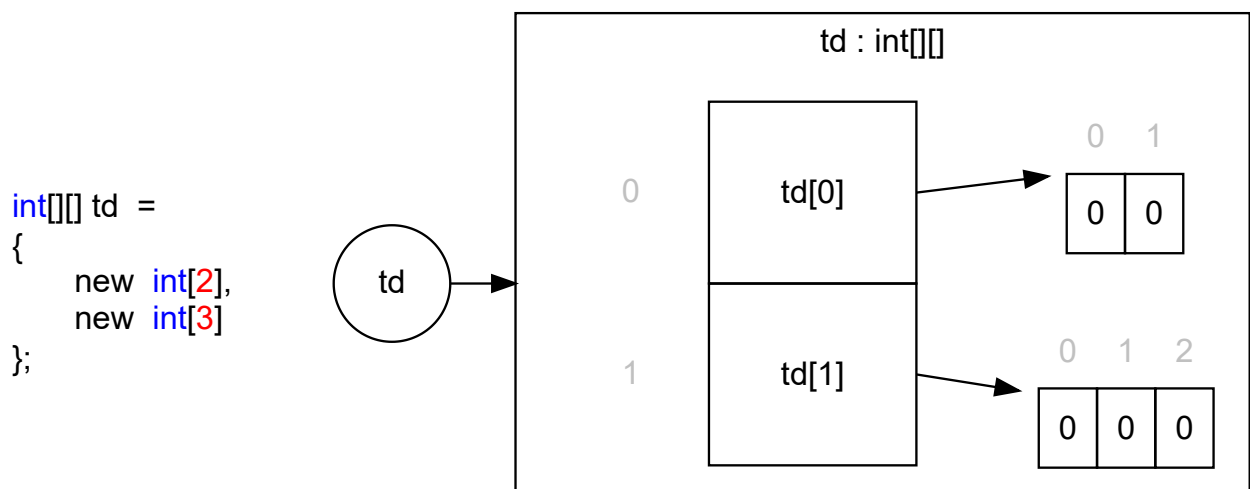 td : int[][]
int[][] td =
{
new int[2],
new int[3]
};
td
0
td[0]
0 1
0 0
1
td[1]
0 1 2
0 0 0